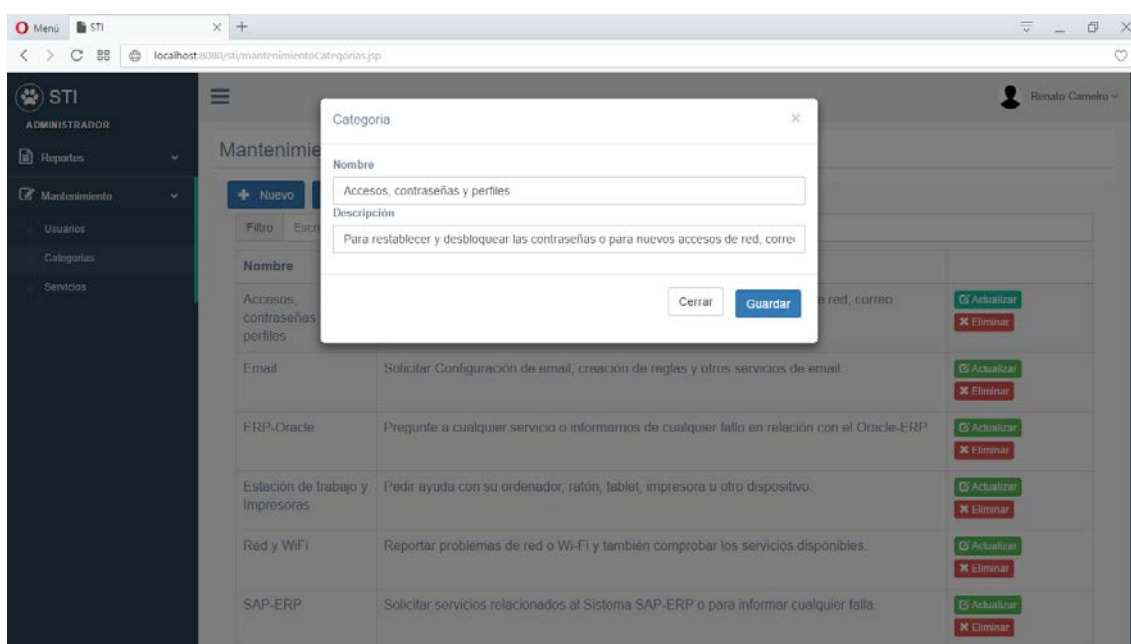 Menú STI
localhost:8080/sti/mantenimientoCategorias.jsp
STI
ADMINISTRADOR
Renato Carneiro
Reportes
Mantenimiento
Usuarios
Categorias
Servicios
Mantenimie
Nuevo
Filtro Escri
Categoria ×
Nombre
Accesos, contraseñas y perfiles
Descripción
Para restablecer y desbloquear las contraseñas o para nuevos accesos de red, corre
Cerrar Guardar
Nombre
Accesos, red, correo Actualizar
contraseñas Eliminar
perfiles
Email Solicitar Configuración de email, creación de reglas y otros servicios de email Actualizar
Eliminar
ERP-Oracle Pregunte a cualquier servicio o informarnos de cualquier fallo en relación con el Oracle-ERP Actualizar
Eliminar
Estación de trabajo y Pedir ayuda con su ordenador, ratón, tablet, impresora u otro dispositivo. Actualizar
Impresoras Eliminar
Red y WiFi Reportar problemas de red o Wi-Fi y también comprobar los servicios disponibles. Actualizar
Eliminar
SAP-ERP Solicitar servicios relacionados al Sistema SAP-ERP o para informar cualquier falla. Actualizar
Eliminar